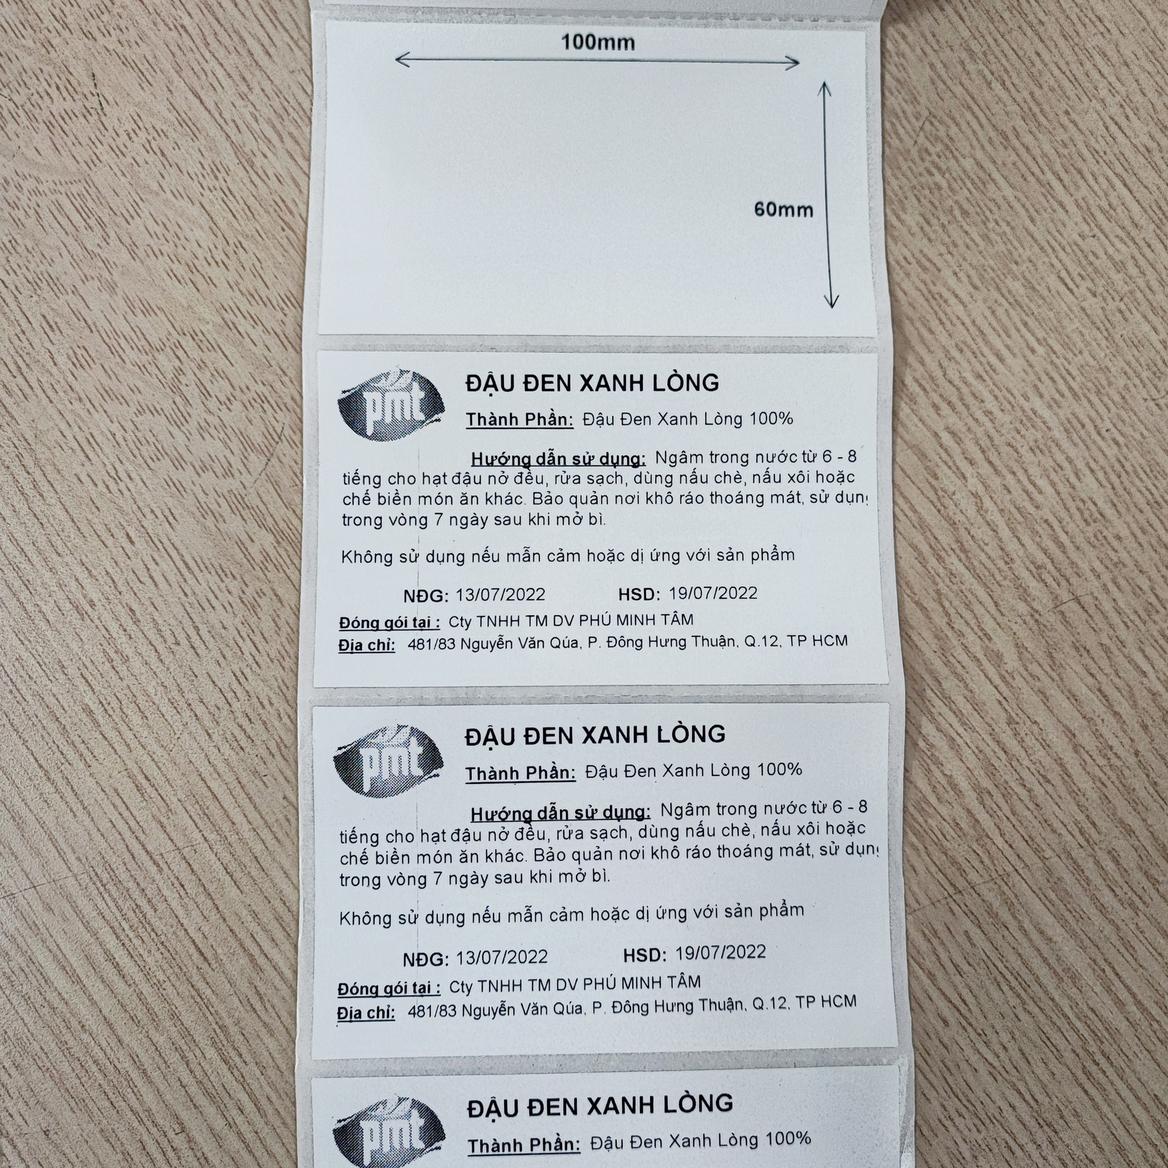 100mm
60mm
pmt
ĐẬU ĐEN XANH LÒNG
Thành Phần: Đậu Đen Xanh Lòng 100%
Hướng dẫn sử dụng: Ngâm trong nước từ 6 - 8
tiếng cho hạt đậu nở đều, rửa sạch, dùng nấu chè, nấu xôi hoặc
chế biền món ăn khác. Bảo quản nơi khô ráo thoáng mát, sử dụn
trong vòng 7 ngày sau khi mở bì.
Không sử dụng nếu mẫn cảm hoặc dị ứng với sản phẩm
NĐG: 13/07/2022 HSD: 19/07/2022
Đóng gói tại : Cty TNHH TM DV PHÚ MINH TÂM
Địa chỉ: 481/83 Nguyễn Văn Qúa, P. Đông Hưng Thuận, Q.12, TP HCM
pmt
ĐẬU ĐEN XANH LÒNG
Thành Phần: Đậu Đen Xanh Lòng 100%
Hướng dẫn sử dụng: Ngâm trong nước từ 6 - 8
tiếng cho hạt đậu nở đều, rửa sạch, dùng nấu chè, nấu xôi hoặc
chế biền món ăn khác. Bảo quản nơi khô ráo thoáng mát, sử dụn
trong vòng 7 ngày sau khi mở bì.
Không sử dụng nếu mẫn cảm hoặc dị ứng với sản phẩm
NĐG: 13/07/2022 HSD: 19/07/2022
Đóng gói tại : Cty TNHH TM DV PHÚ MINH TÂM
Địa chỉ: 481/83 Nguyễn Văn Qúa, P. Đông Hưng Thuận, Q.12, TP HCM
pmt
ĐẬU ĐEN XANH LÒNG
Thành Phần: Đậu Đen Xanh Lòng 100%